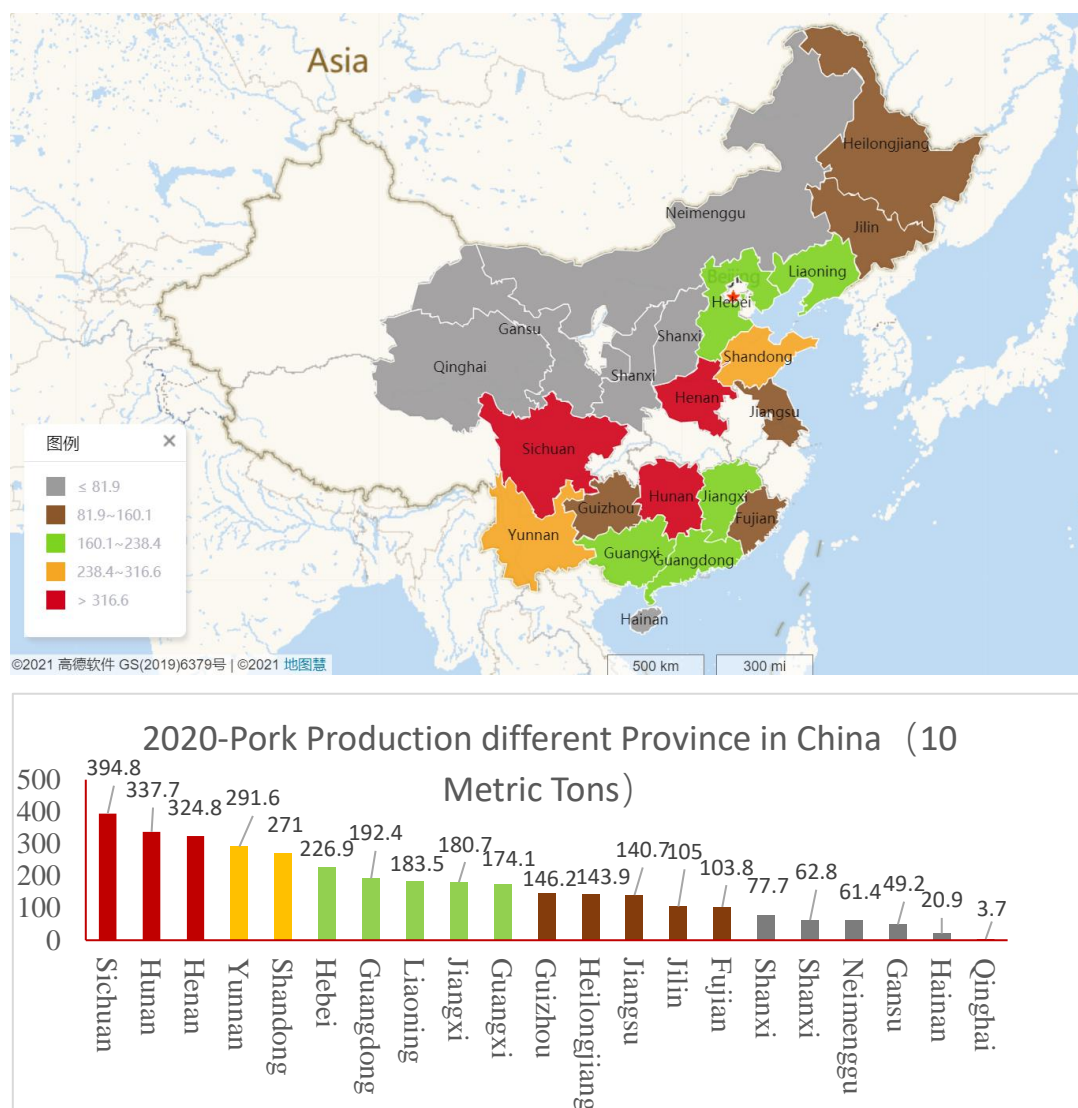 Asia
Heilongjiang
Neimenggu
Jilin
Liaoning
Beijing
Hebei
Gansu
Shanxi
Shandong
Qinghai
Shanxi
Henan
Jiangsu
Sichuan
Hunan
Jiangxi
Guizhou
Fujian
Yunnan
Guangxi
Guangdong
Hainan
图例 ×
≤ 81.9
81.9~160.1
160.1~238.4
238.4~316.6
> 316.6
©2021 高德软件 GS(2019)6379号 | ©2021 地图慧
500 km 300 mi
2020-Pork Production different Province in China（10
Metric Tons）
500
400
300
200
100
0
394.8
337.7
324.8
291.6
271
226.9
192.4
183.5
180.7
174.1
146.2
143.9
140.7
105
103.8
77.7
62.8
61.4
49.2
20.9
3.7
Sichuan
Hunan
Henan
Yunnan
Shandong
Hebei
Guangdong
Liaoning
Jiangxi
Guangxi
Guizhou
Heilongjiang
Jiangsu
Jilin
Fujian
Shanxi
Shanxi
Neimenggu
Gansu
Hainan
Qinghai